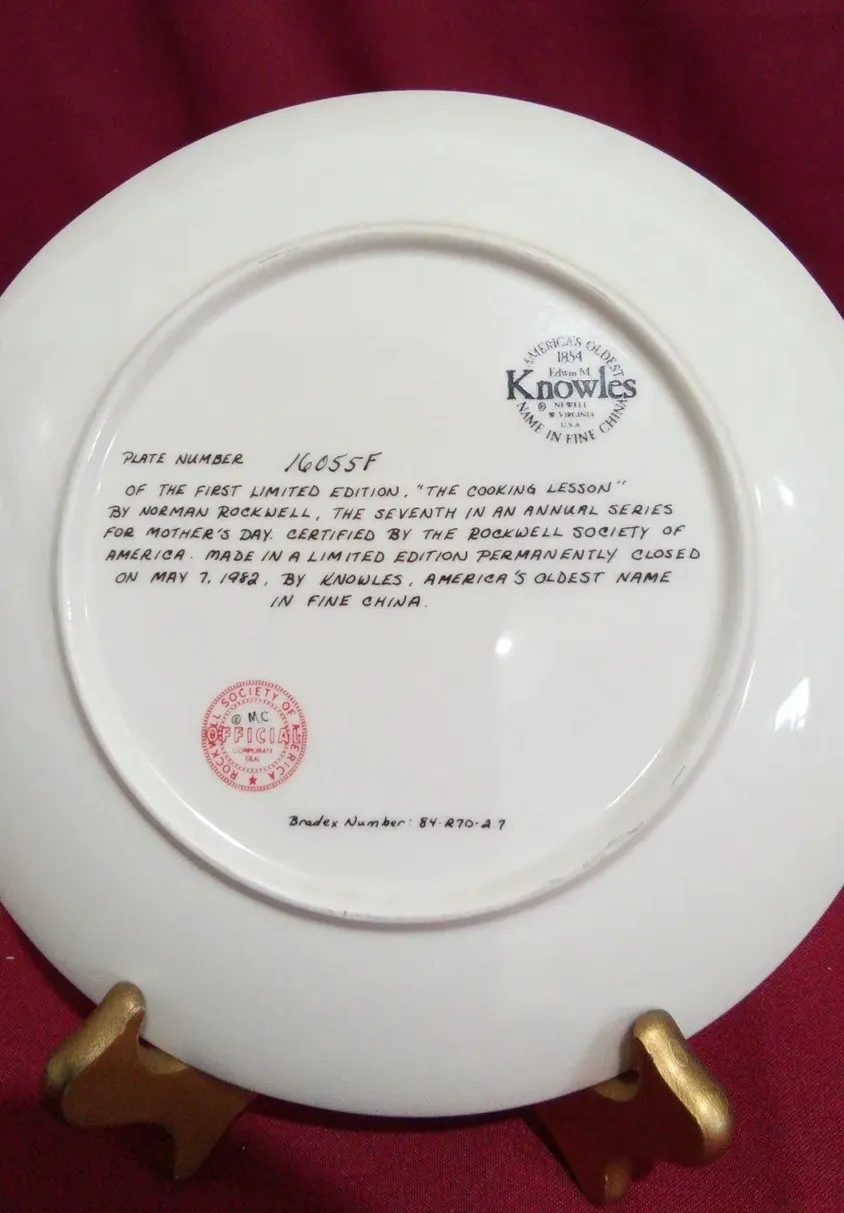 AMERICA'S OLDEST
1854
Edwin M.
Knowles
NEWELL
W VIRGINIA
U.S.A
NAME IN FINE CHINA
PLATE NUMBER 16055F
OF THE FIRST LIMITED EDITION, "THE COOKING LESSON"
BY NORMAN ROCKWELL, THE SEVENTH IN AN ANNUAL SERIES
FOR MOTHER'S DAY. CERTIFIED BY THE ROCKWELL SOCIETY OF
AMERICA. MADE IN A LIMITED EDITION PERMANENTLY CLOSED
ON MAY 7, 1982, BY KNOWLES, AMERICA'S OLDEST NAME
IN FINE CHINA.
ROCKWELL SOCIETY OF AMERICA
© MC
OFFICIAL
CORPORATE
SEAL
Bradex Number: 84-R70-2.7